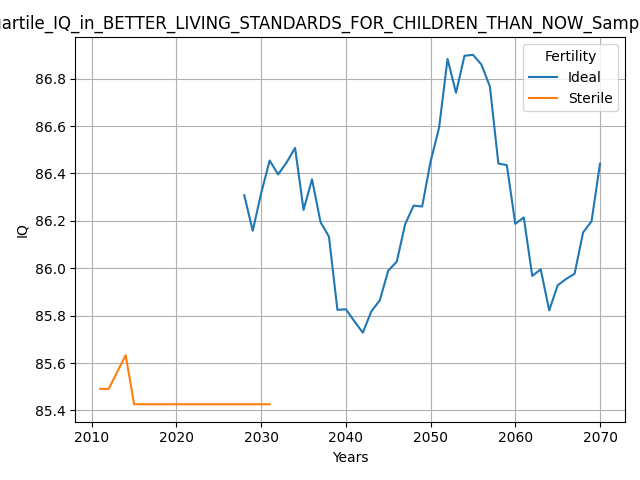 artile_IQ_in_BETTER_LIVING_STANDARDS_FOR_CHILDREN_THAN_NOW_Samp
Fertility
Ideal
Sterile
86.8
86.6
86.4
86.2
86.0
85.8
85.6
85.4
IQ
2010 2020 2030 2040 2050 2060 2070
Years